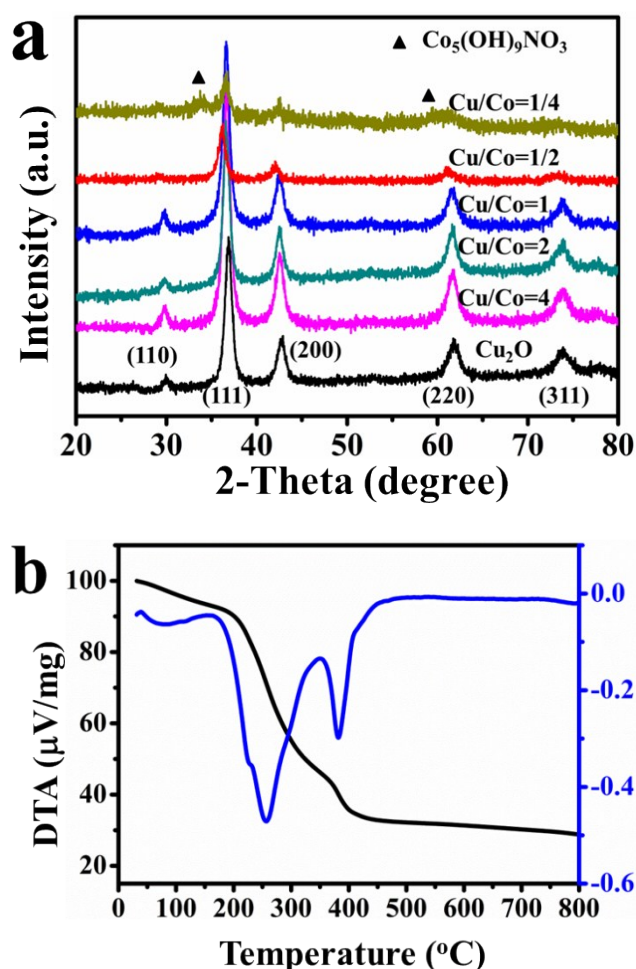 a
▲ Co₅(OH)₉NO₃
Cu/Co=1/4
Cu/Co=1/2
Cu/Co=1
Cu/Co=2
Cu/Co=4
Cu₂O
(110) (111) (200) (220) (311)
Intensity (a.u.)
20 30 40 50 60 70 80
2-Theta (degree)
b
100
80
60
40
20
DTA (μV/mg)
0.0
-0.2
-0.4
-0.6
0 100 200 300 400 500 600 700 800
Temperature (°C)